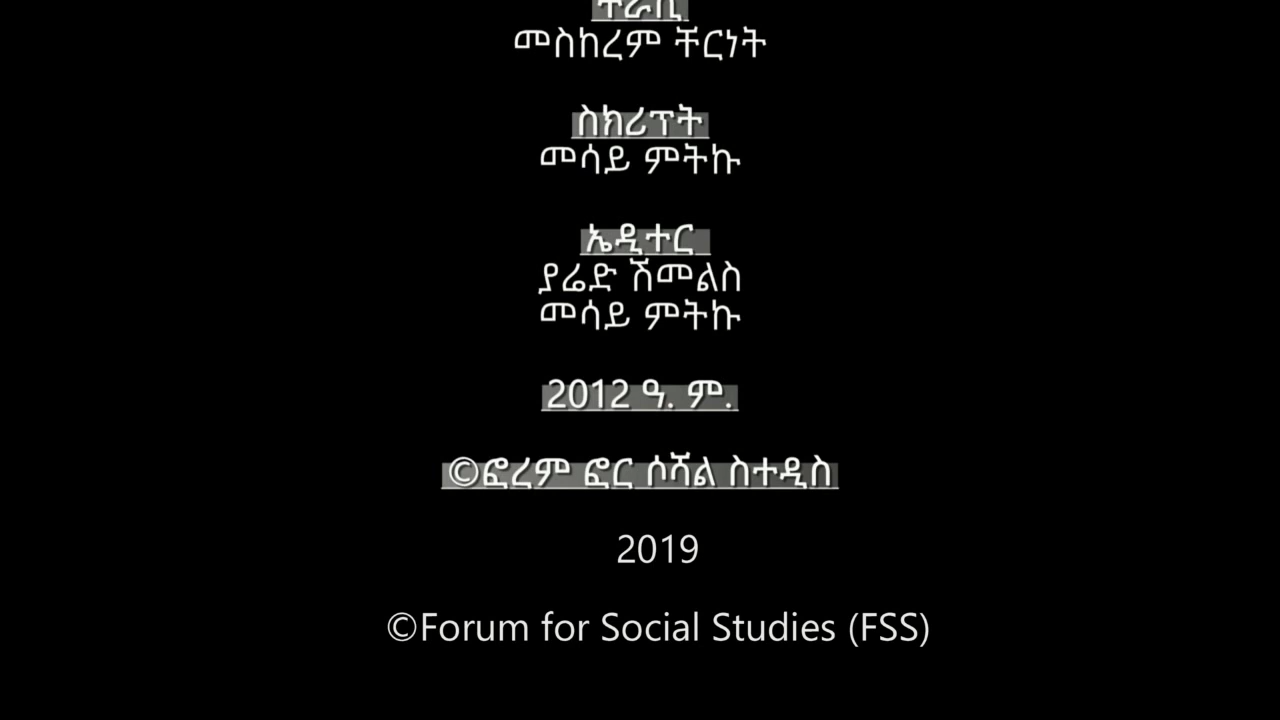 መስከረም ቸርነት
ስክሪፕት
መሳይ ምትኩ
ኤዲተር
ያሬድ ሽመልስ
መሳይ ምትኩ
2012 ዓ. ም.
©ፎረም ፎር ሶሻል ስተዲስ
2019
©Forum for Social Studies (FSS)